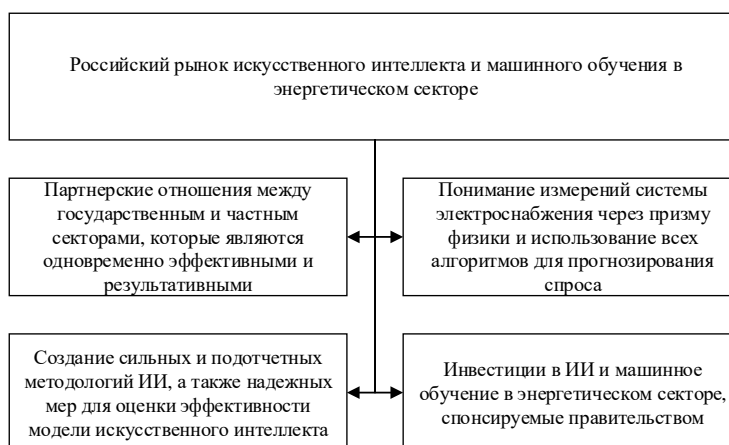 Российский рынок искусственного интеллекта и машинного обучения в
энергетическом секторе
Партнерские отношения между
государственным и частным
секторами, которые являются
одновременно эффективными и
результативными
Понимание измерений системы
электроснабжения через призму
физики и использование всех
алгоритмов для прогнозирования
спроса
Создание сильных и подотчетных
методологий ИИ, а также надежных
мер для оценки эффективности
модели искусственного интеллекта
Инвестиции в ИИ и машинное
обучение в энергетическом секторе,
спонсируемые правительством